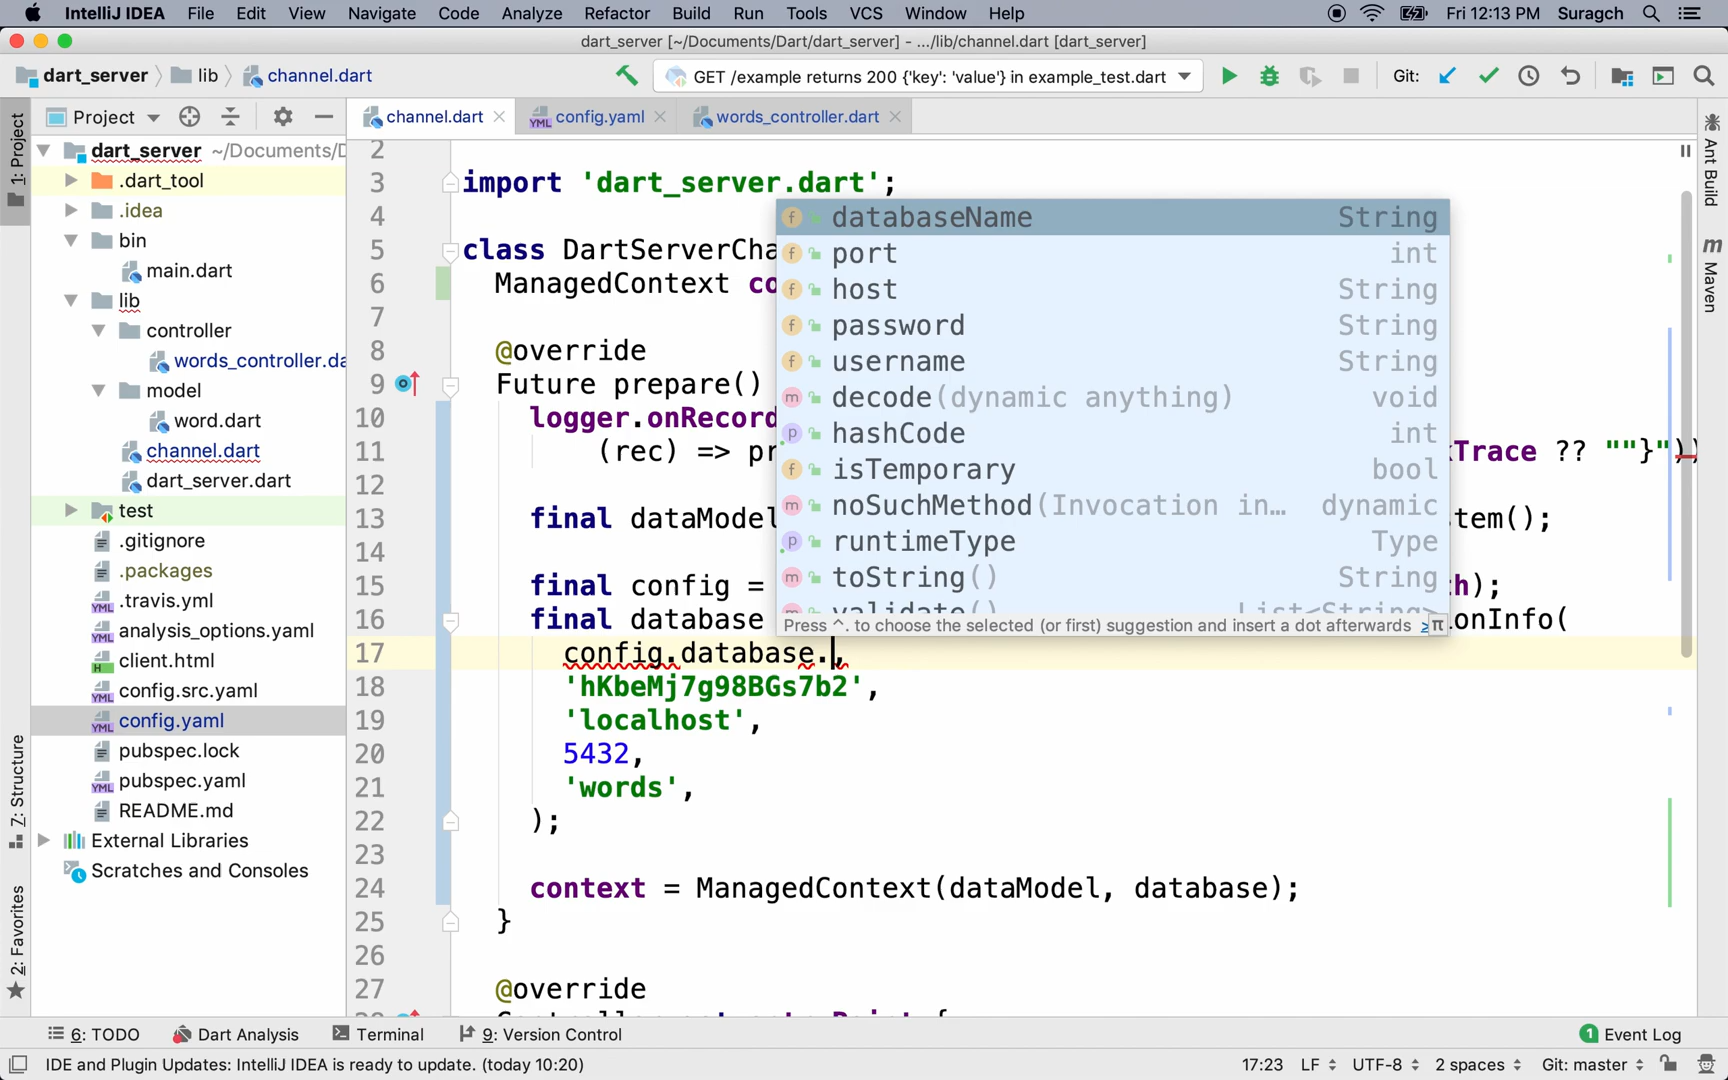 IntelliJ IDEA File Edit View Navigate Code Analyze Refactor Build Run Tools VCS Window Help Fri 12:13 PM Suragch
dart_server [~/Documents/Dart/dart_server] - .../lib/channel.dart [dart_server]
dart_server lib channel.dart GET /example returns 200 {'key': 'value'} in example_test.dart Git:
1: Project
Project
channel.dart config.yaml words_controller.dart
dart_server ~/Documents/D
.dart_tool
.idea
bin
main.dart
lib
controller
words_controller.da
model
word.dart
channel.dart
dart_server.dart
test
.gitignore
.packages
.travis.yml
analysis_options.yaml
client.html
config.src.yaml
config.yaml
pubspec.lock
pubspec.yaml
README.md
External Libraries
Scratches and Consoles
Z: Structure
2: Favorites
2
3 import 'dart_server.dart';
4
5 class DartServerCha
6 ManagedContext co
7
8 @override
9 Future prepare()
10 logger.onRecord
11 (rec) => pr kTrace ?? ""}"))
12
13 final dataModel stem();
14
15 final config = h);
16 final database ionInfo(
17 config.database.,
18 'hKbeMj7g98BGs7b2',
19 'localhost',
20 5432,
21 'words',
22 );
23
24 context = ManagedContext(dataModel, database);
25 }
26
27 @override
databaseName String
port int
host String
password String
username String
decode(dynamic anything) void
hashCode int
isTemporary bool
noSuchMethod(Invocation in... dynamic
runtimeType Type
toString() String
validate() List<String>
Press ^. to choose the selected (or first) suggestion and insert a dot afterwards >> π
Ant Build
m Maven
6: TODO Dart Analysis Terminal 9: Version Control 1 Event Log
IDE and Plugin Updates: IntelliJ IDEA is ready to update. (today 10:20) 17:23 LF UTF-8 2 spaces Git: master